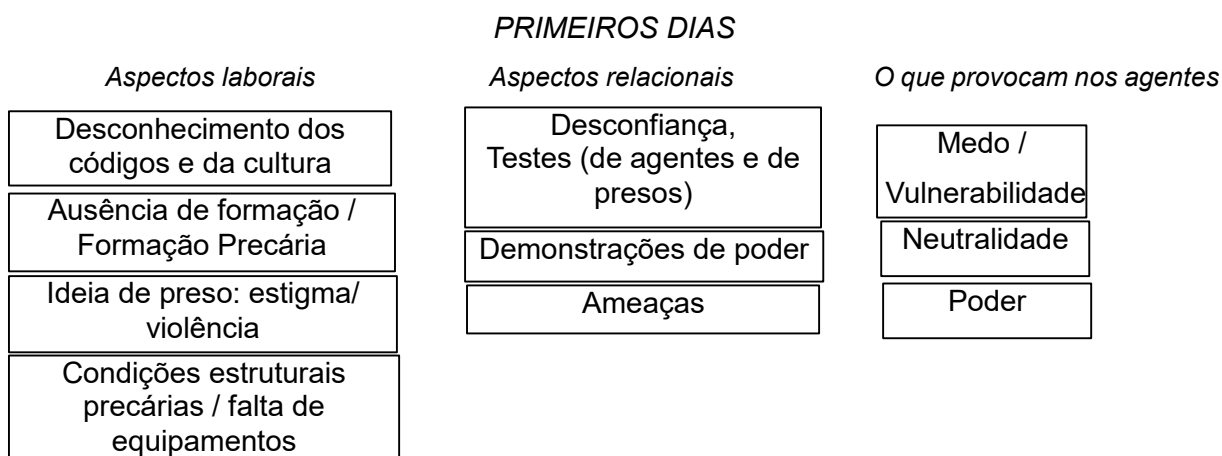 PRIMEIROS DIAS
Aspectos laborais
Desconhecimento dos
códigos e da cultura
Ausência de formação /
Formação Precária
Ideia de preso: estigma/
violência
Condições estruturais
precárias / falta de
equipamentos
Aspectos relacionais
Desconfiança,
Testes (de agentes e de
presos)
Demonstrações de poder
Ameaças
O que provocam nos agentes
Medo /
Vulnerabilidade
Neutralidade
Poder